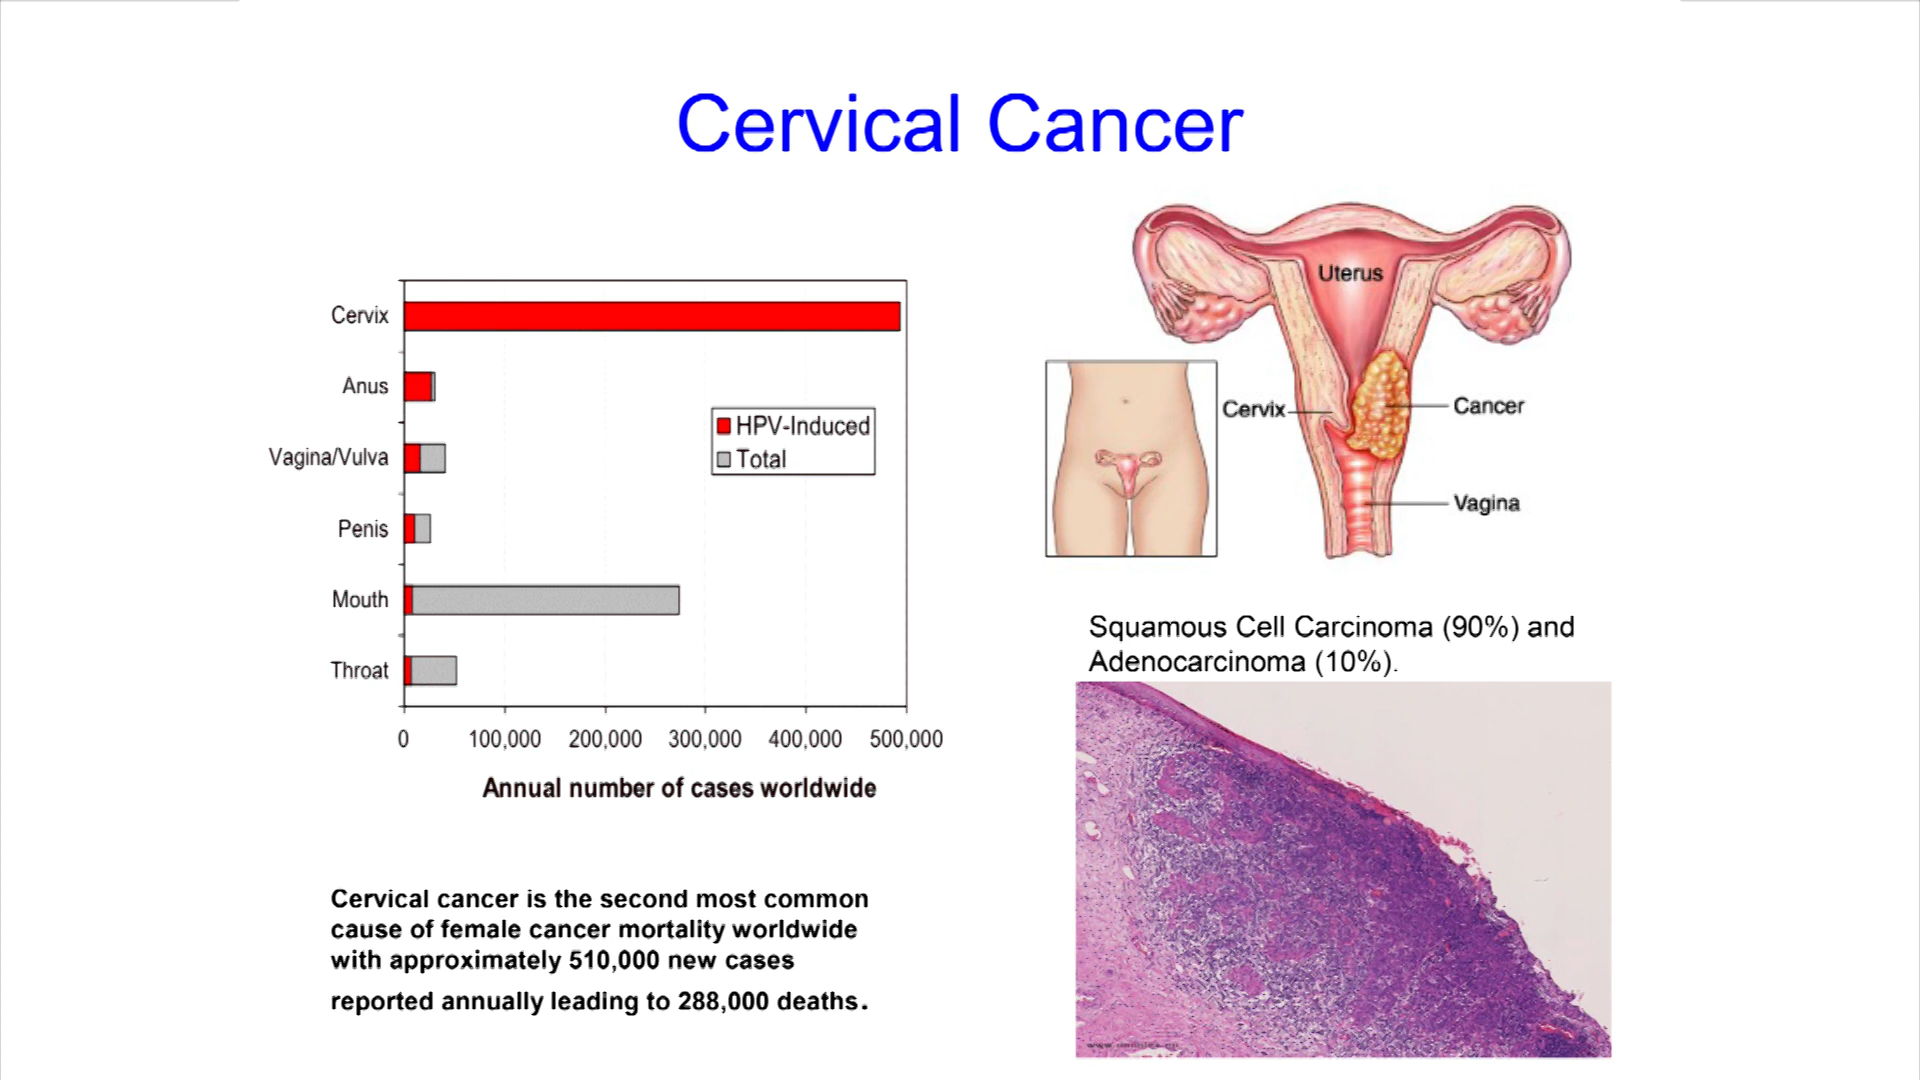 Cervical Cancer
Cervix
Anus
Vagina/Vulva
Penis
Mouth
Throat
HPV-Induced
Total
0 100,000 200,000 300,000 400,000 500,000
Annual number of cases worldwide
Cervical cancer is the second most common
cause of female cancer mortality worldwide
with approximately 510,000 new cases
reported annually leading to 288,000 deaths.
Uterus
Cervix
Cancer
Vagina
Squamous Cell Carcinoma (90%) and
Adenocarcinoma (10%).